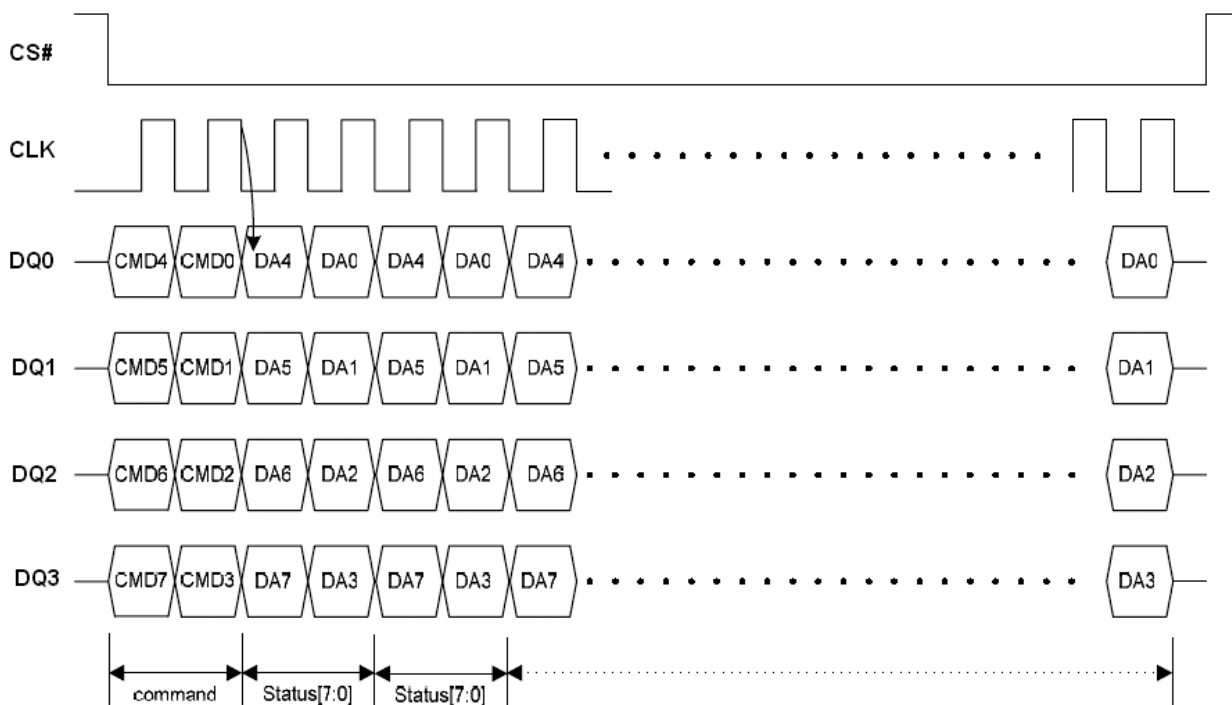 CS#
CLK
DQ0 CMD4 CMD0 DA4 DA0 DA4 DA0 DA4 DA0
DQ1 CMD5 CMD1 DA5 DA1 DA5 DA1 DA5 DA1
DQ2 CMD6 CMD2 DA6 DA2 DA6 DA2 DA6 DA2
DQ3 CMD7 CMD3 DA7 DA3 DA7 DA3 DA7 DA3
command Status[7:0] Status[7:0]